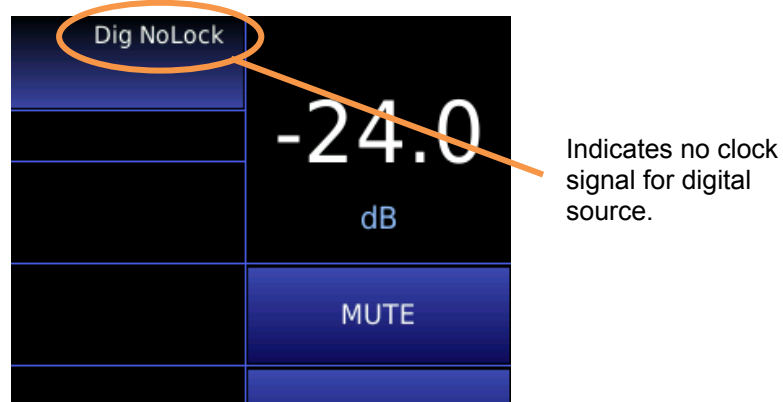 Dig NoLock
-24.0
dB
MUTE
Indicates no clock
signal for digital
source.